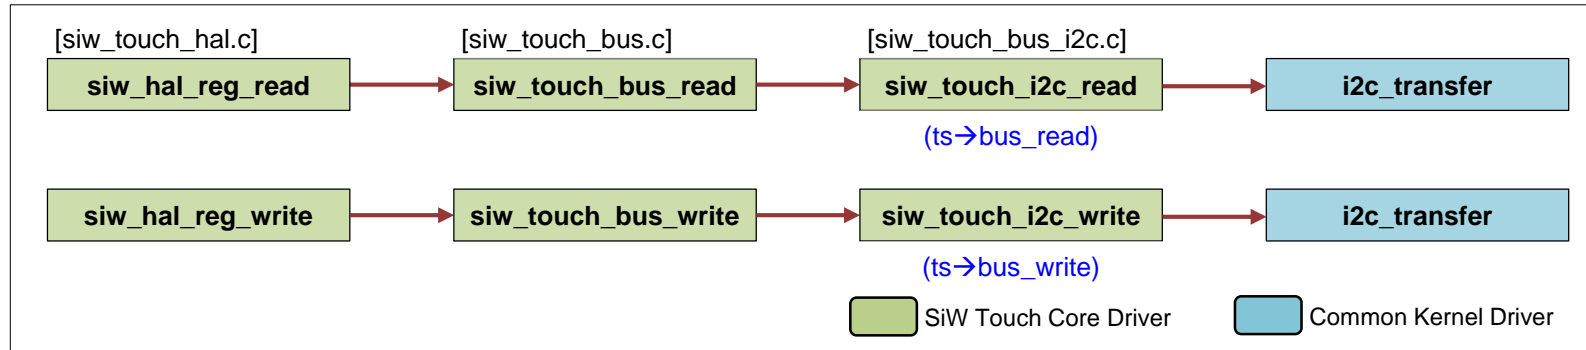 [siw_touch_hal.c] [siw_touch_bus.c] [siw_touch_bus_i2c.c]
siw_hal_reg_read siw_touch_bus_read siw_touch_i2c_read i2c_transfer
(ts→bus_read)
siw_hal_reg_write siw_touch_bus_write siw_touch_i2c_write i2c_transfer
(ts→bus_write)
SiW Touch Core Driver Common Kernel Driver